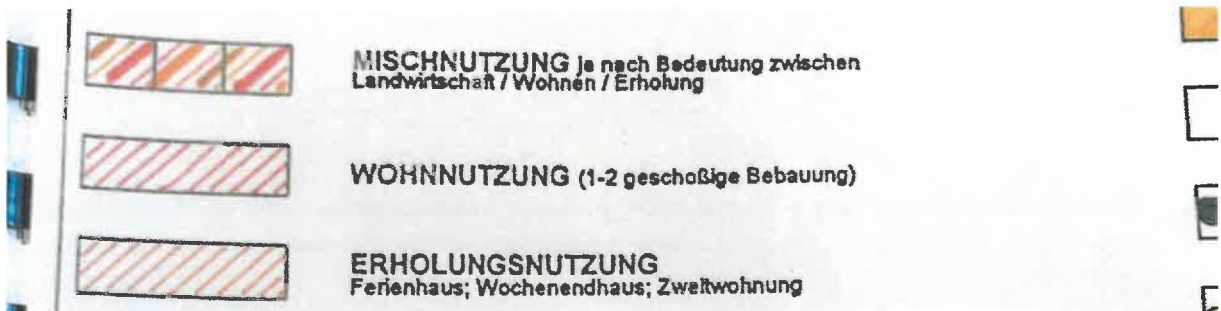 MISCHNUTZUNG je nach Bedeutung zwischen
Landwirtschaft / Wohnen / Erholung
WOHNNUTZUNG (1-2 geschoßige Bebauung)
ERHOLUNGSNUTZUNG
Ferienhaus; Wochenendhaus; Zweitwohnung